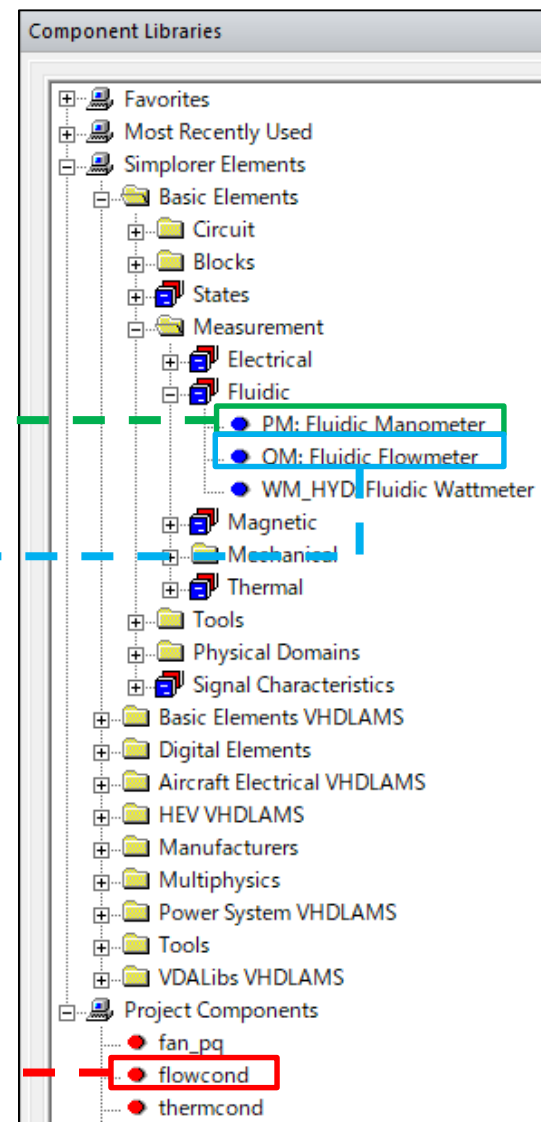 Component Libraries
Favorites
Most Recently Used
Simplorer Elements
Basic Elements
Circuit
Blocks
States
Measurement
Electrical
Fluidic
PM: Fluidic Manometer
QM: Fluidic Flowmeter
WM_HYD: Fluidic Wattmeter
Magnetic
Mechanical
Thermal
Tools
Physical Domains
Signal Characteristics
Basic Elements VHDLAMS
Digital Elements
Aircraft Electrical VHDLAMS
HEV VHDLAMS
Manufacturers
Multiphysics
Power System VHDLAMS
Tools
VDALibs VHDLAMS
Project Components
fan_pq
flowcond
thermcond